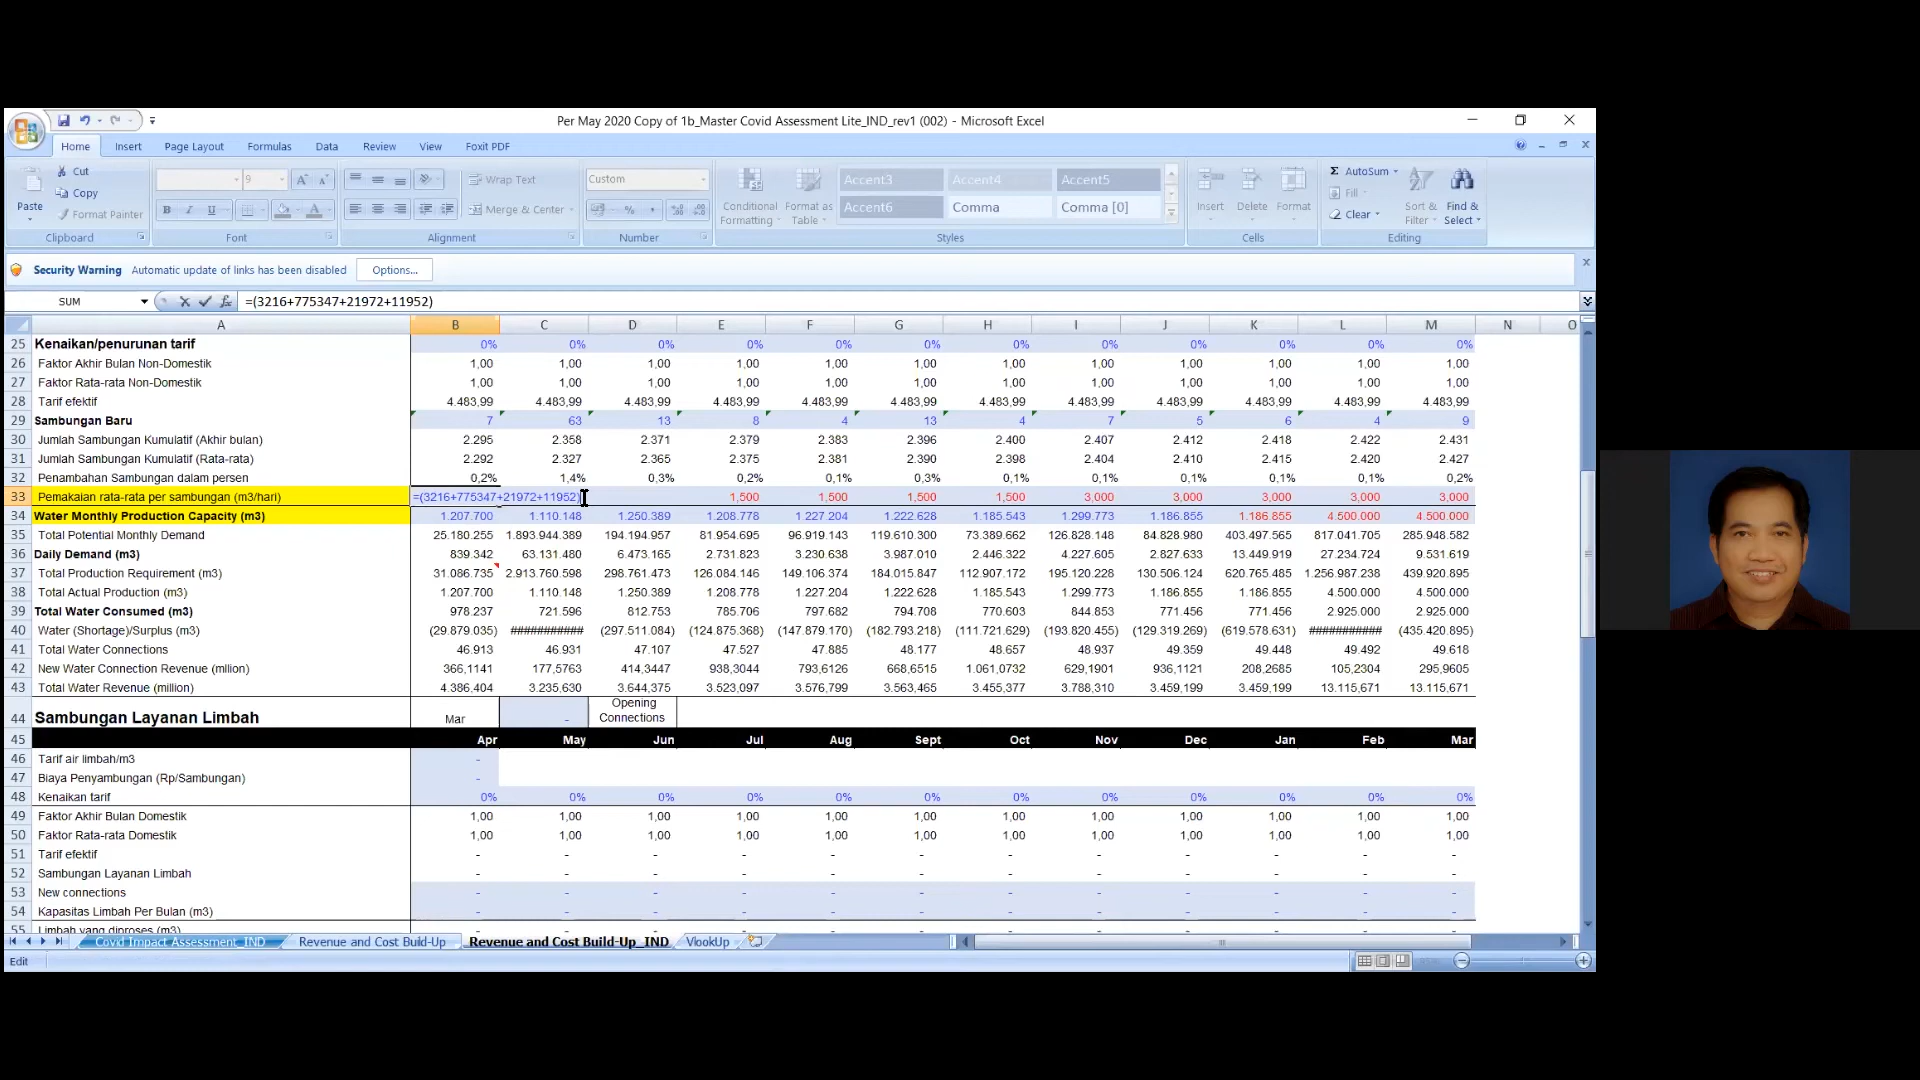 Per May 2020 Copy of 1b_Master Covid Assessment Lite_IND_rev1 (002) - Microsoft Excel
Home Insert Page Layout Formulas Data Review View Foxit PDF
Cut Copy Format Painter Paste Clipboard
9 B I U Font
Wrap Text Merge & Center Alignment
Custom % Number
Conditional Formatting Format as Table Accent3 Accent4 Accent5 Accent6 Comma Comma [0] Styles
Insert Delete Format Cells
AutoSum Fill Clear Sort & Filter Find & Select Editing
Security Warning Automatic update of links has been disabled Options...
SUM fx =(3216+775347+21972+11952)
A B C D E F G H I J K L M N O
25 Kenaikan/penurunan tarif 0% 0% 0% 0% 0% 0% 0% 0% 0% 0% 0% 0%
26 Faktor Akhir Bulan Non-Domestik 1,00 1,00 1,00 1,00 1,00 1,00 1,00 1,00 1,00 1,00 1,00 1,00
27 Faktor Rata-rata Non-Domestik 1,00 1,00 1,00 1,00 1,00 1,00 1,00 1,00 1,00 1,00 1,00 1,00
28 Tarif efektif 4.483,99 4.483,99 4.483,99 4.483,99 4.483,99 4.483,99 4.483,99 4.483,99 4.483,99 4.483,99 4.483,99 4.483,99
29 Sambungan Baru 7 63 13 8 4 13 4 7 5 6 4 9
30 Jumlah Sambungan Kumulatif (Akhir bulan) 2.295 2.358 2.371 2.379 2.383 2.396 2.400 2.407 2.412 2.418 2.422 2.431
31 Jumlah Sambungan Kumulatif (Rata-rata) 2.292 2.327 2.365 2.375 2.381 2.390 2.398 2.404 2.410 2.415 2.420 2.427
32 Penambahan Sambungan dalam persen 0,2% 1,4% 0,3% 0,2% 0,1% 0,3% 0,1% 0,1% 0,1% 0,1% 0,1% 0,2%
33 Pemakaian rata-rata per sambungan (m3/hari) =(3216+775347+21972+11952) 1,500 1,500 1,500 1,500 3,000 3,000 3,000 3,000 3,000
34 Water Monthly Production Capacity (m3) 1.207.700 1.110.148 1.250.389 1.208.778 1.227.204 1.222.628 1.185.543 1.299.773 1.186.855 1.186.855 4.500.000 4.500.000
35 Total Potential Monthly Demand 25.180.255 1.893.944.389 194.194.957 81.954.695 96.919.143 119.610.300 73.389.662 126.828.148 84.828.980 403.497.565 817.041.705 285.948.582
36 Daily Demand (m3) 839.342 63.131.480 6.473.165 2.731.823 3.230.638 3.987.010 2.446.322 4.227.605 2.827.633 13.449.919 27.234.724 9.531.619
37 Total Production Requirement (m3) 31.086.735 2.913.760.598 298.761.473 126.084.146 149.106.374 184.015.847 112.907.172 195.120.228 130.506.124 620.765.485 1.256.987.238 439.920.895
38 Total Actual Production (m3) 1.207.700 1.110.148 1.250.389 1.208.778 1.227.204 1.222.628 1.185.543 1.299.773 1.186.855 1.186.855 4.500.000 4.500.000
39 Total Water Consumed (m3) 978.237 721.596 812.753 785.706 797.682 794.708 770.603 844.853 771.456 771.456 2.925.000 2.925.000
40 Water (Shortage)/Surplus (m3) (29.879.035) ########### (297.511.084) (124.875.368) (147.879.170) (182.793.218) (111.721.629) (193.820.455) (129.319.269) (619.578.631) ########### (435.420.895)
41 Total Water Connections 46.913 46.931 47.107 47.527 47.885 48.177 48.657 48.937 49.359 49.448 49.492 49.618
42 New Water Connection Revenue (mllion) 366,1141 177,5763 414,3447 938,3044 793,6126 668,6515 1.061,0732 629,1901 936,1121 208,2685 105,2304 295,9605
43 Total Water Revenue (million) 4.386,404 3.235,630 3.644,375 3.523,097 3.576,799 3.563,465 3.455,377 3.788,310 3.459,199 3.459,199 13.115,671 13.115,671
44 Sambungan Layanan Limbah Mar - Opening Connections
45 Apr May Jun Jul Aug Sept Oct Nov Dec Jan Feb Mar
46 Tarif air limbah/m3 -
47 Biaya Penyambungan (Rp/Sambungan) -
48 Kenaikan tarif 0% 0% 0% 0% 0% 0% 0% 0% 0% 0% 0% 0%
49 Faktor Akhir Bulan Domestik 1,00 1,00 1,00 1,00 1,00 1,00 1,00 1,00 1,00 1,00 1,00 1,00
50 Faktor Rata-rata Domestik 1,00 1,00 1,00 1,00 1,00 1,00 1,00 1,00 1,00 1,00 1,00 1,00
51 Tarif efektif - - - - - - - - - - - -
52 Sambungan Layanan Limbah - - - - - - - - - - - -
53 New connections - - - - - - - - - - - -
54 Kapasitas Limbah Per Bulan (m3) - - - - - - - - - - - -
55 Limbah yang diproses (m3) - - - - - - - - - - - -
Covid Impact Assessment_IND Revenue and Cost Build-Up Revenue and Cost Build-Up_IND VlookUp
Edit